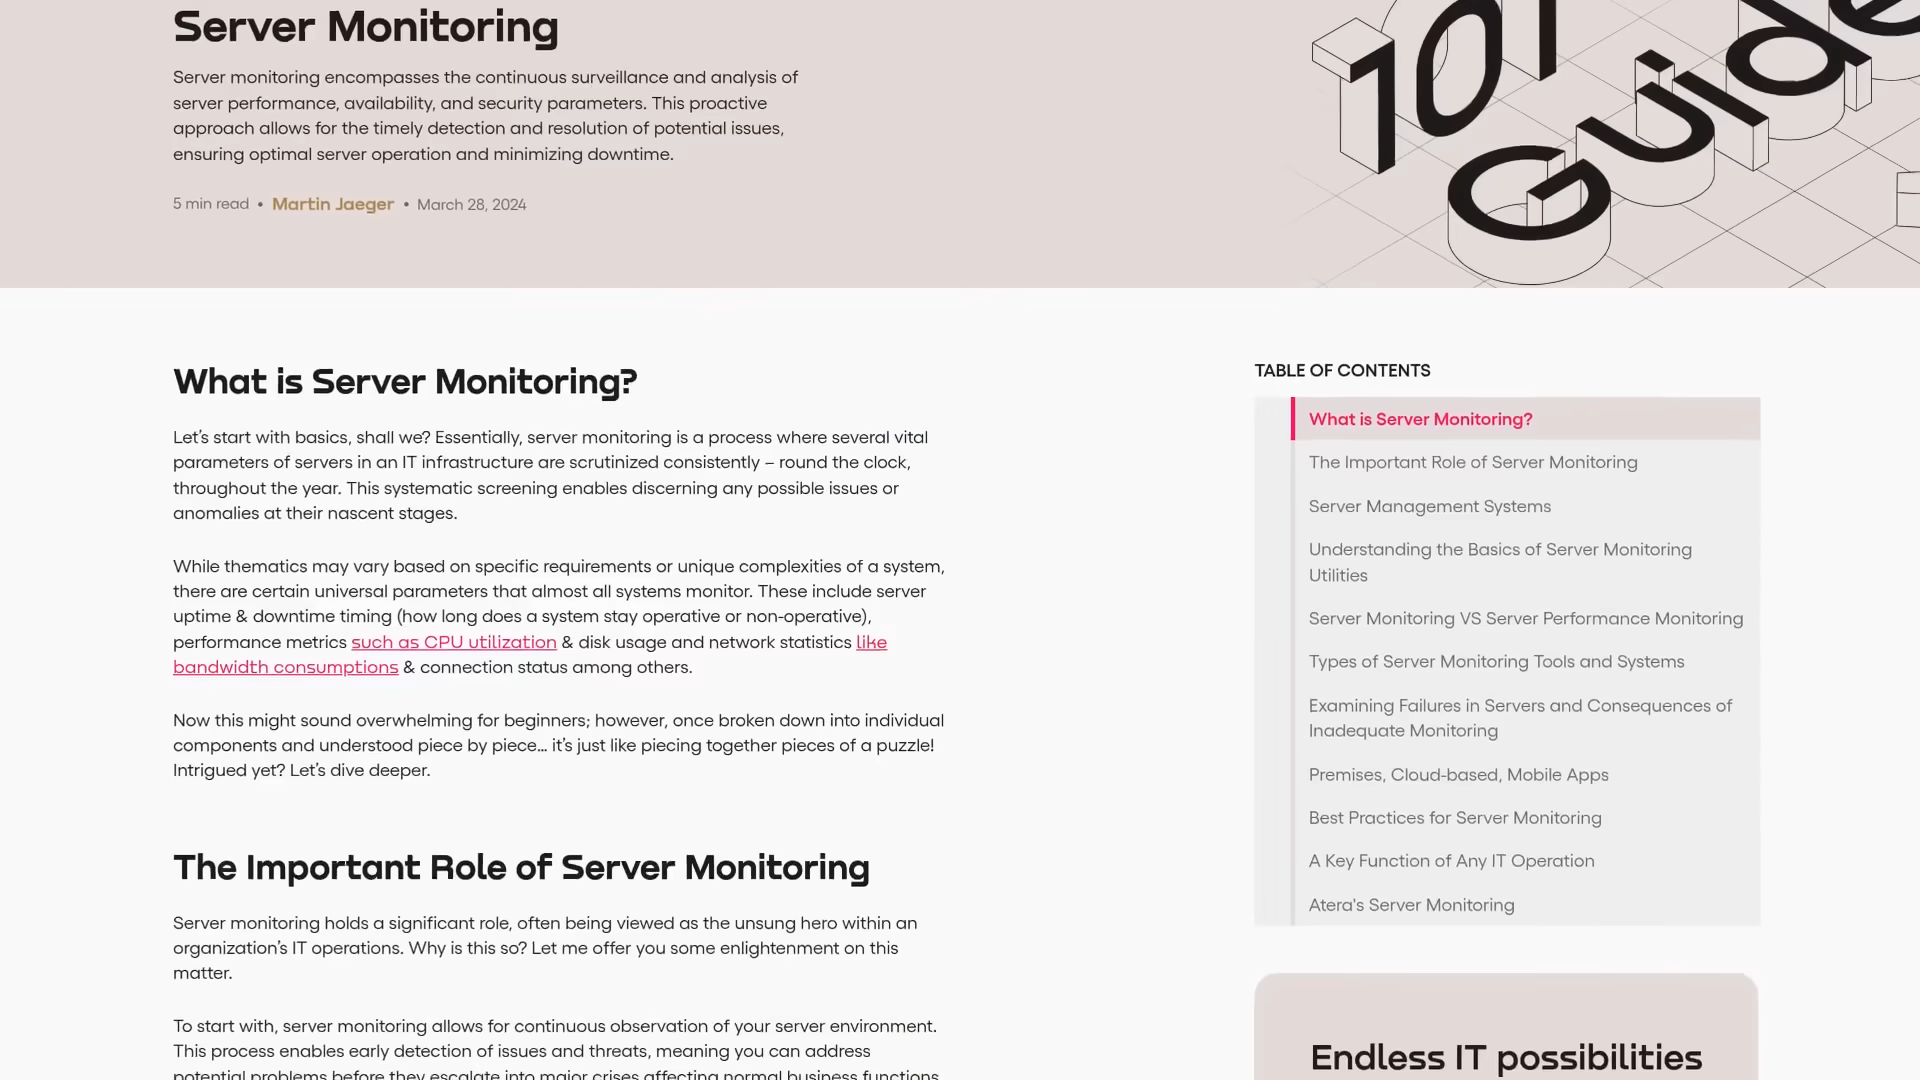 Server Monitoring
Server monitoring encompasses the continuous surveillance and analysis of
server performance, availability, and security parameters. This proactive
approach allows for the timely detection and resolution of potential issues,
ensuring optimal server operation and minimizing downtime.
5 min read • Martin Jaeger • March 28, 2024
101
Guide
What is Server Monitoring?
Let’s start with basics, shall we? Essentially, server monitoring is a process where several vital
parameters of servers in an IT infrastructure are scrutinized consistently – round the clock,
throughout the year. This systematic screening enables discerning any possible issues or
anomalies at their nascent stages.
While thematics may vary based on specific requirements or unique complexities of a system,
there are certain universal parameters that almost all systems monitor. These include server
uptime & downtime timing (how long does a system stay operative or non-operative),
performance metrics such as CPU utilization & disk usage and network statistics like
bandwidth consumptions & connection status among others.
Now this might sound overwhelming for beginners; however, once broken down into individual
components and understood piece by piece… it’s just like piecing together pieces of a puzzle!
Intrigued yet? Let’s dive deeper.
The Important Role of Server Monitoring
Server monitoring holds a significant role, often being viewed as the unsung hero within an
organization’s IT operations. Why is this so? Let me offer you some enlightenment on this
matter.
To start with, server monitoring allows for continuous observation of your server environment.
This process enables early detection of issues and threats, meaning you can address
potential problems before they escalate into major crises affecting normal business functions.
TABLE OF CONTENTS
What is Server Monitoring?
The Important Role of Server Monitoring
Server Management Systems
Understanding the Basics of Server Monitoring
Utilities
Server Monitoring VS Server Performance Monitoring
Types of Server Monitoring Tools and Systems
Examining Failures in Servers and Consequences of
Inadequate Monitoring
Premises, Cloud-based, Mobile Apps
Best Practices for Server Monitoring
A Key Function of Any IT Operation
Atera's Server Monitoring
Endless IT possibilities